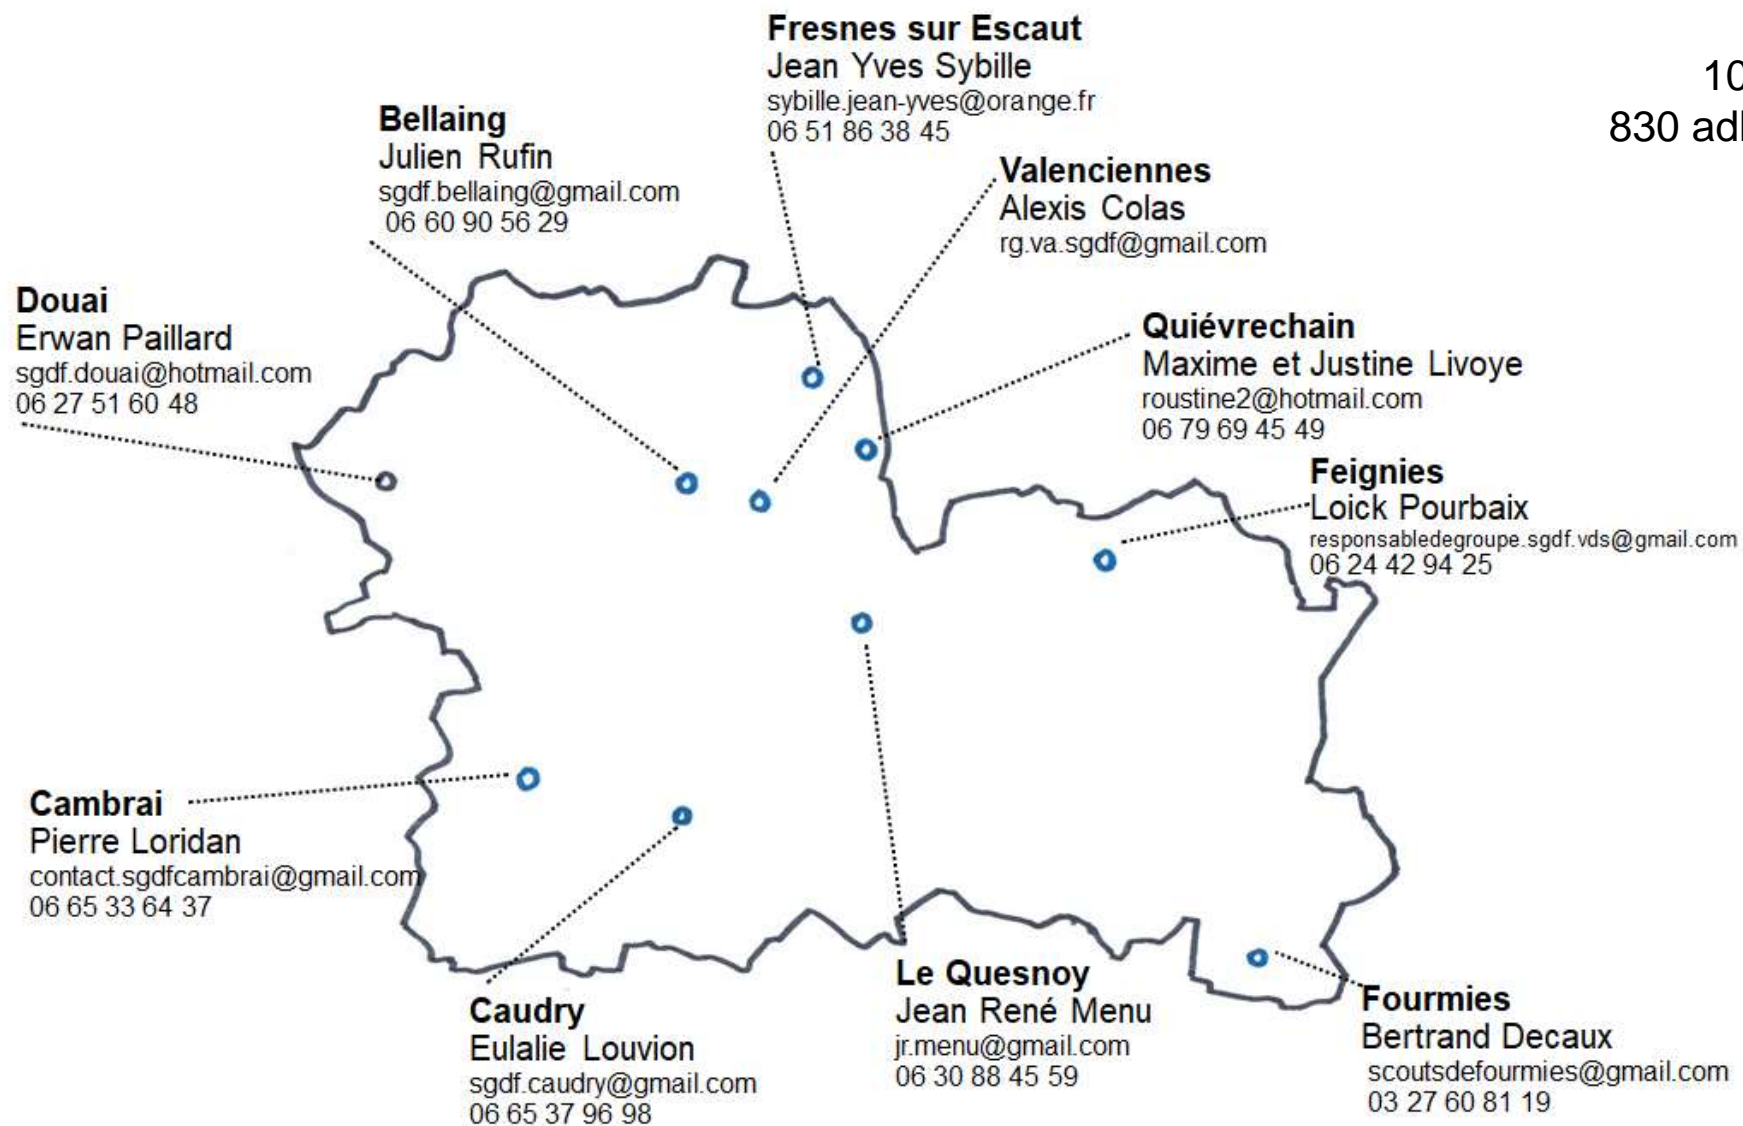 Fresnes sur Escaut
Jean Yves Sybille
sybille.jean-yves@orange.fr
06 51 86 38 45
10
830
Bellaing
Julien Rufin
sgdf.bellaing@gmail.com
06 60 90 56 29
Valenciennes
Alexis Colas
rg.va.sgdf@gmail.com
Douai
Erwan Paillard
sgdf.douai@hotmail.com
06 27 51 60 48
Quiévrechain
Maxime et Justine Livoye
roustine2@hotmail.com
06 79 69 45 49
Feignies
Loick Pourbaix
responsabledegroupe.sgdf.vds@gmail.com
06 24 42 94 25
Cambrai
Pierre Loridan
contact.sgdfcambrai@gmail.com
06 65 33 64 37
Caudry
Eulalie Louvion
sgdf.caudry@gmail.com
06 65 37 96 98
Le Quesnoy
Jean René Menu
jr.menu@gmail.com
06 30 88 45 59
Fourmies
Bertrand Decaux
scoutsdefourmies@gmail.com
03 27 60 81 19